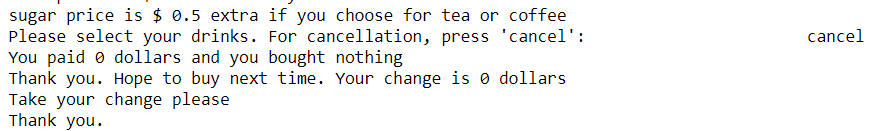 sugar price is $ 0.5 extra if you choose for tea or coffee
Please select your drinks. For cancellation, press 'cancel': cancel
You paid 0 dollars and you bought nothing
Thank you. Hope to buy next time. Your change is 0 dollars
Take your change please
Thank you.